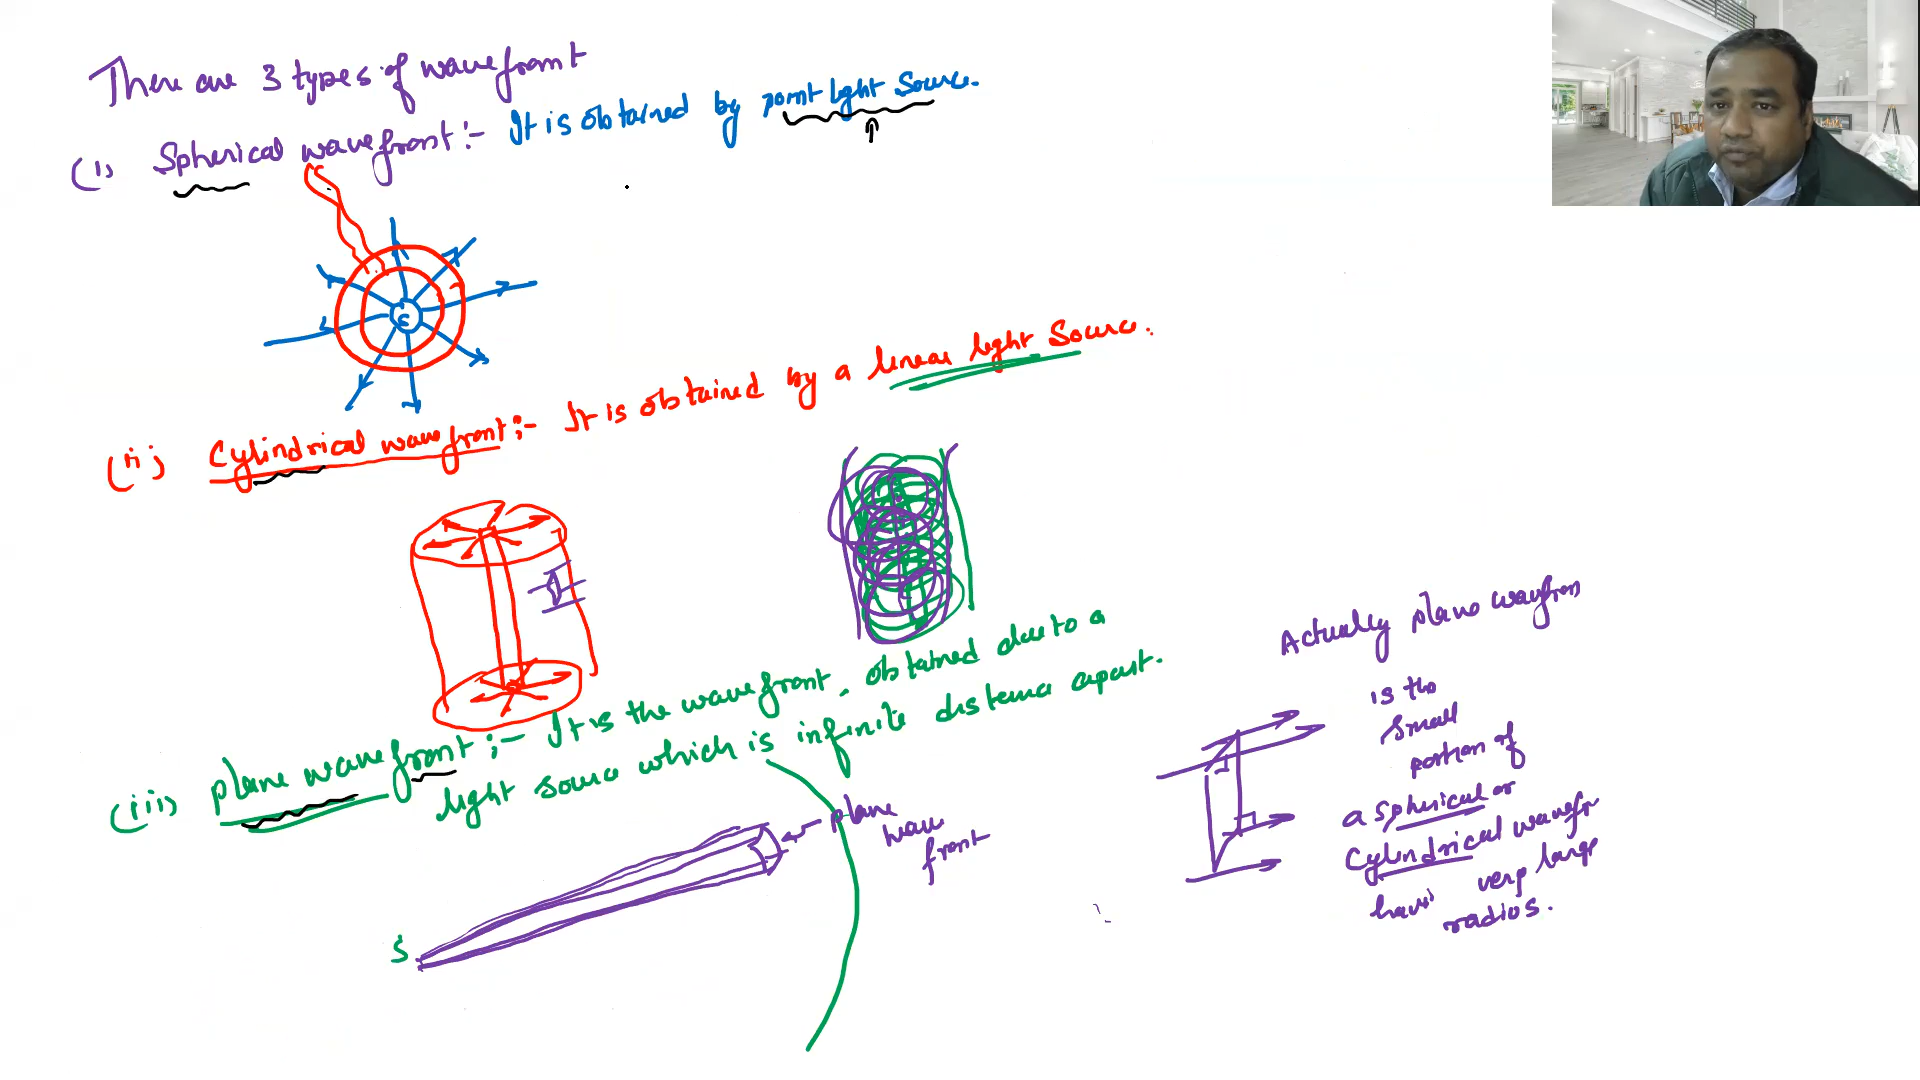 There are 3 types of wavefront
(i) Spherical wavefront:- It is obtained by point light source.
S
(ii) Cylindrical wavefront:- It is obtained by a linear light source.
(iii) plane wavefront:- It is the wavefront, obtained due to a
light source which is infinite distance apart.
plane
wave
front
S
Actually plane wavefron
is the
small
portion of
a spherical or
Cylindrical wavefr
have very large
radios.